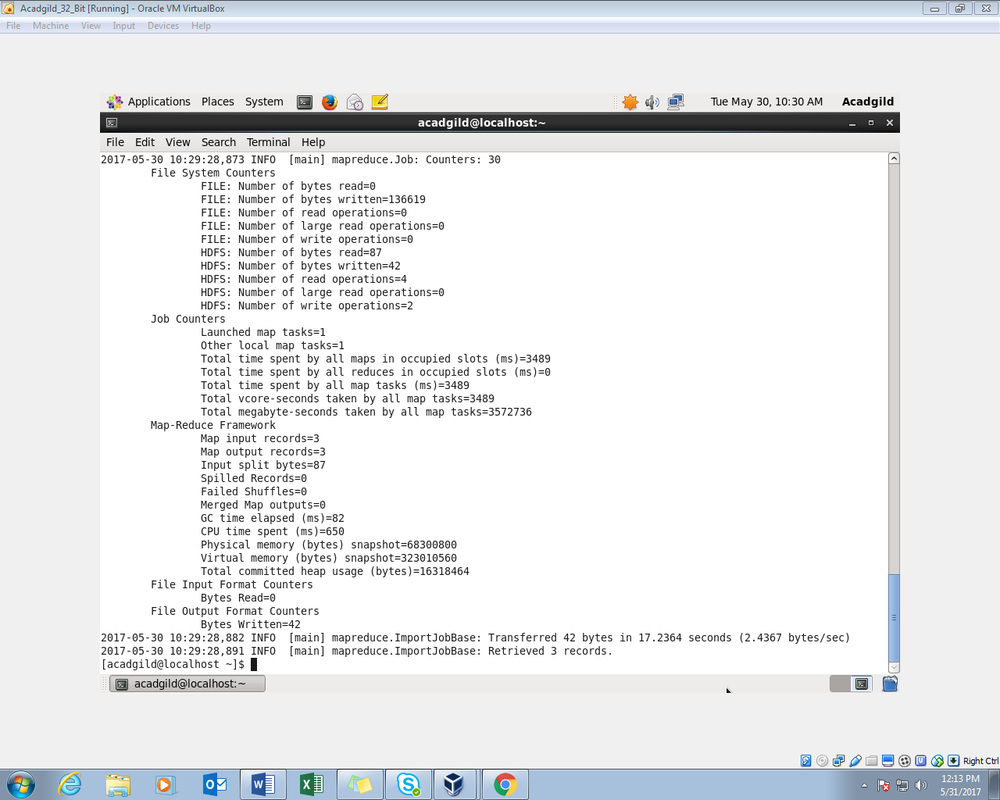 Acadgild_32_Bit [Running] - Oracle VM VirtualBox
File Machine View Input Devices Help
Applications Places System Tue May 30, 10:30 AM Acadgild
acadgild@localhost:~
File Edit View Search Terminal Help
2017-05-30 10:29:28,873 INFO [main] mapreduce.Job: Counters: 30
File System Counters
FILE: Number of bytes read=0
FILE: Number of bytes written=136619
FILE: Number of read operations=0
FILE: Number of large read operations=0
FILE: Number of write operations=0
HDFS: Number of bytes read=87
HDFS: Number of bytes written=42
HDFS: Number of read operations=4
HDFS: Number of large read operations=0
HDFS: Number of write operations=2
Job Counters
Launched map tasks=1
Other local map tasks=1
Total time spent by all maps in occupied slots (ms)=3489
Total time spent by all reduces in occupied slots (ms)=0
Total time spent by all map tasks (ms)=3489
Total vcore-seconds taken by all map tasks=3489
Total megabyte-seconds taken by all map tasks=3572736
Map-Reduce Framework
Map input records=3
Map output records=3
Input split bytes=87
Spilled Records=0
Failed Shuffles=0
Merged Map outputs=0
GC time elapsed (ms)=82
CPU time spent (ms)=650
Physical memory (bytes) snapshot=68300800
Virtual memory (bytes) snapshot=323010560
Total committed heap usage (bytes)=16318464
File Input Format Counters
Bytes Read=0
File Output Format Counters
Bytes Written=42
2017-05-30 10:29:28,882 INFO [main] mapreduce.ImportJobBase: Transferred 42 bytes in 17.2364 seconds (2.4367 bytes/sec)
2017-05-30 10:29:28,891 INFO [main] mapreduce.ImportJobBase: Retrieved 3 records.
[acadgild@localhost ~]$
acadgild@localhost:~
Right Ctrl
12:13 PM
5/31/2017